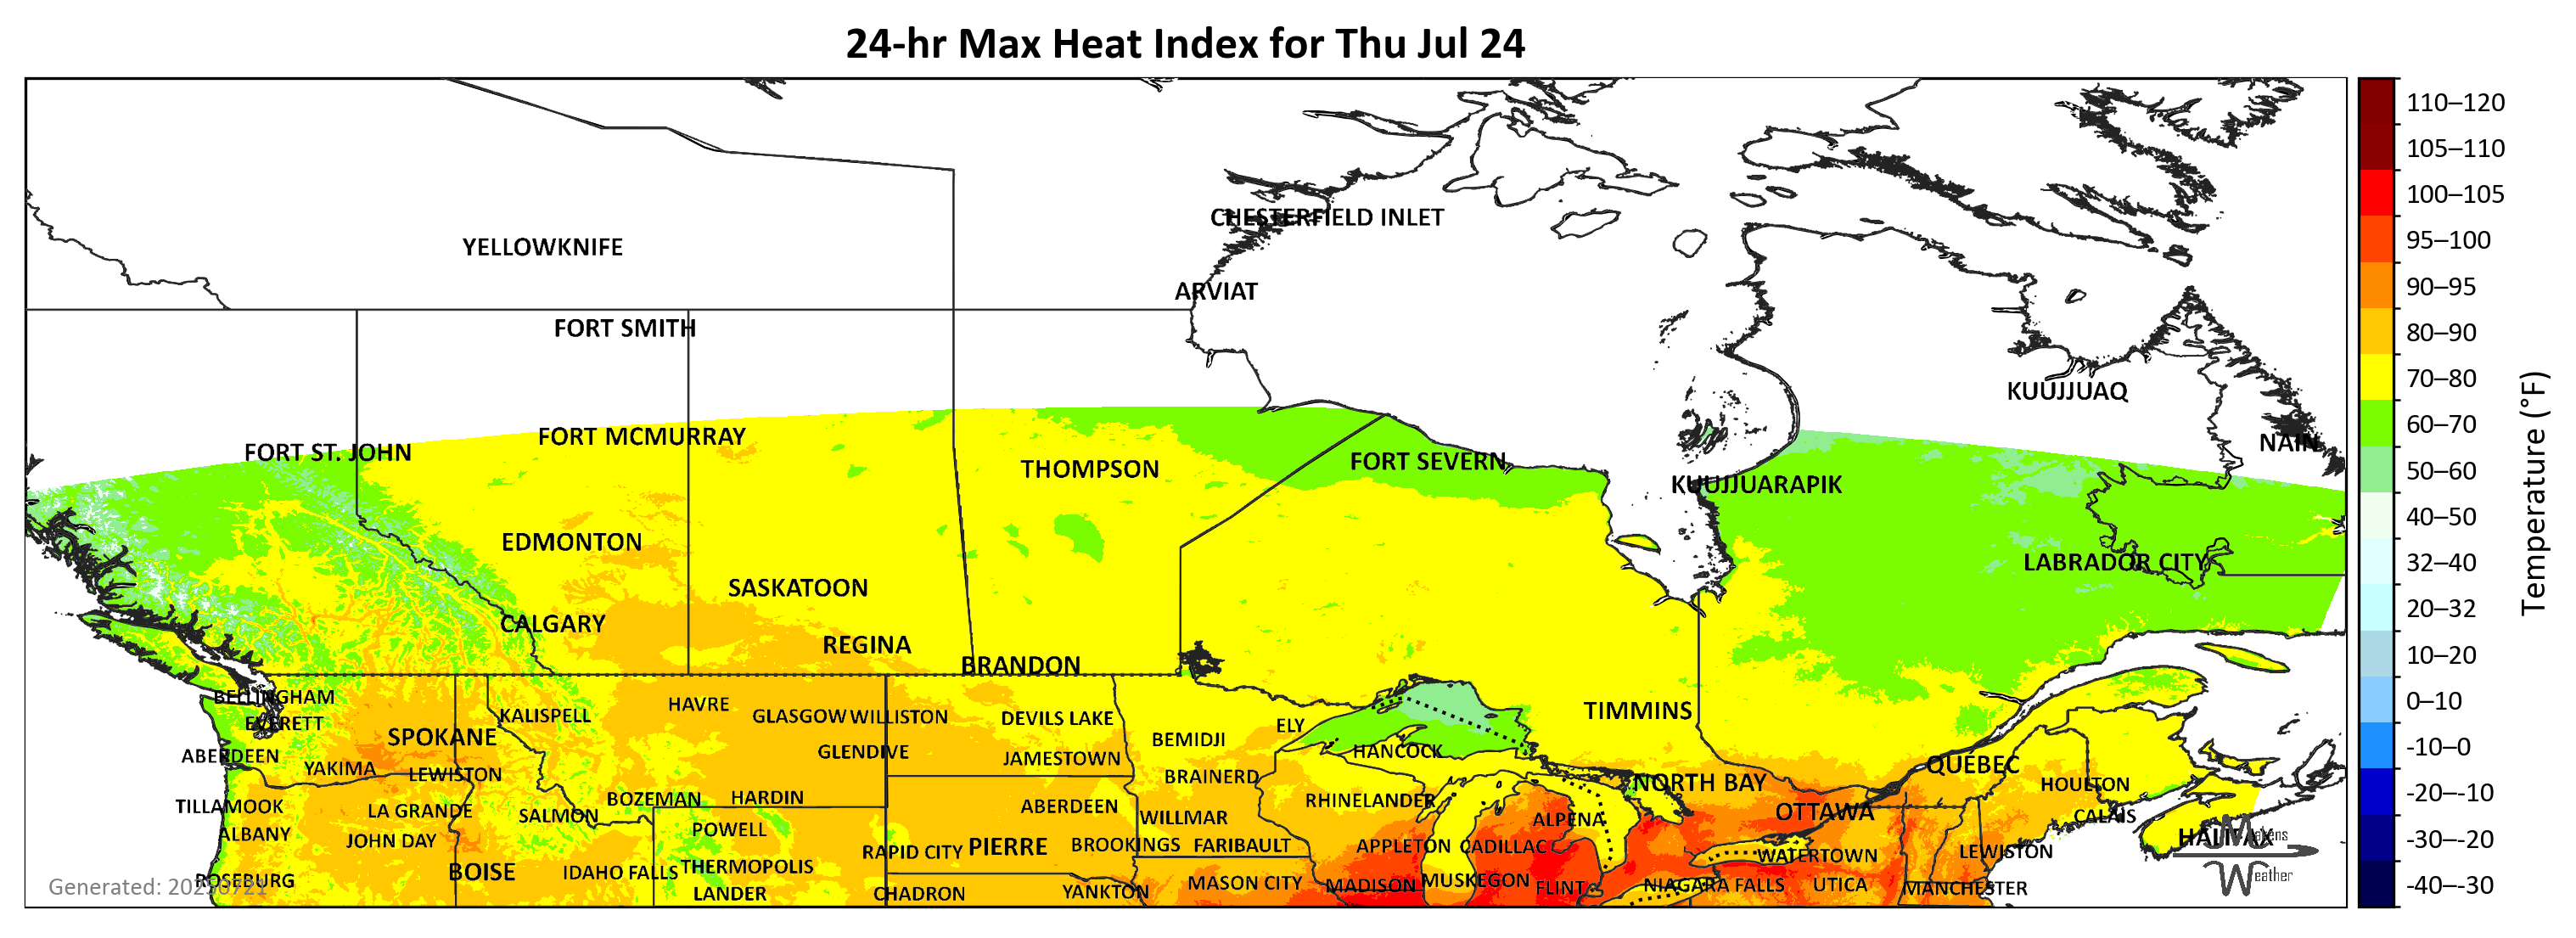 24-hr Max Heat Index for Thu Jul 24
110–120
105–110
100–105
95–100
90–95
80–90
70–80
60–70
50–60
40–50
32–40
20–32
10–20
0–10
-10–0
-20–-10
-30–-20
-40–-30
Temperature (°F)
CHESTERFIELD INLET
YELLOWKNIFE
ARVIAT
FORT SMITH
KUUJJUAQ
NAIN
FORT MCMURRAY
FORT ST. JOHN
THOMPSON
FORT SEVERN
KUUJJUARAPIK
EDMONTON
LABRADOR CITY
SASKATOON
CALGARY
REGINA
BRANDON
BELLINGHAM
HAVRE
KALISPELL
GLASGOW WILLISTON
DEVILS LAKE
TIMMINS
EVERETT
ELY
SPOKANE
BEMIDJI
ABERDEEN
GLENDIVE
JAMESTOWN
HANCOCK
QUÉBEC
YAKIMA
LEWISTON
BRAINERD
NORTH BAY
HOULTON
TILLAMOOK
LA GRANDE
BOZEMAN
HARDIN
ABERDEEN
RHINELANDER
OTTAWA
SALMON
WILLMAR
ALPENA
CALAIS
ALBANY
JOHN DAY
POWELL
HALIFAX
Makens
RAPID CITY
PIERRE
BROOKINGS
FARIBAULT
APPLETON
CADILLAC
WATERTOWN
LEWISTON
BOISE
IDAHO FALLS
THERMOPOLIS
Weather
ROSEBURG
LANDER
CHADRON
YANKTON
MASON CITY
MADISON
MUSKEGON
FLINT
NIAGARA FALLS
UTICA
MANCHESTER
Generated: 20250721